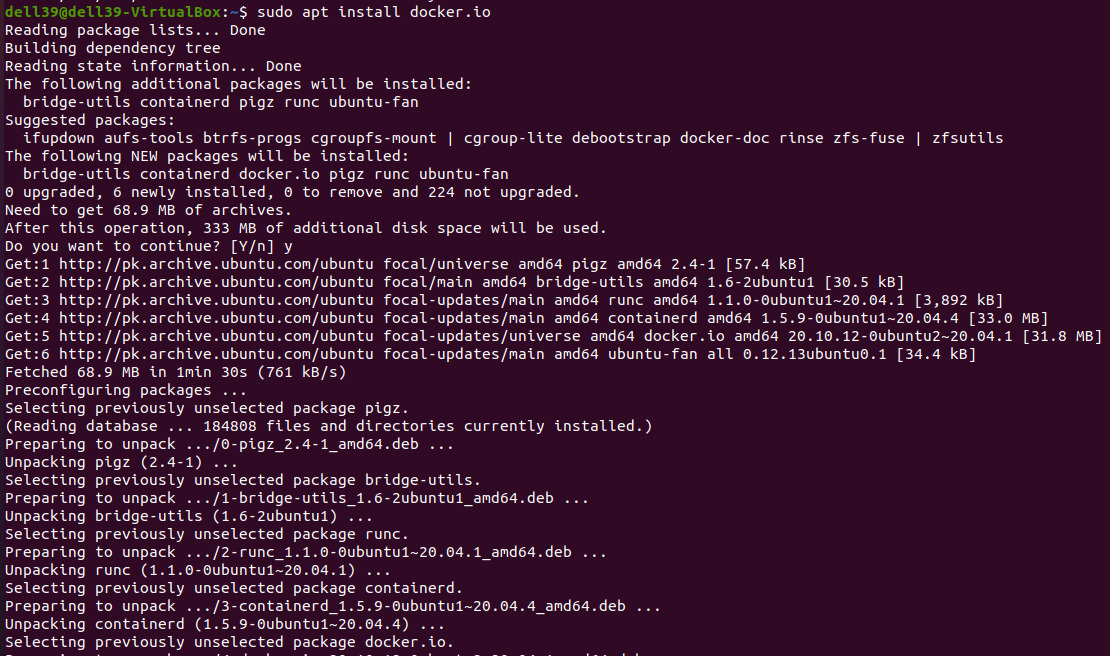 dell39@dell39-VirtualBox:~$ sudo apt install docker.io
Reading package lists... Done
Building dependency tree
Reading state information... Done
The following additional packages will be installed:
  bridge-utils containerd pigz runc ubuntu-fan
Suggested packages:
  ifupdown aufs-tools btrfs-progs cgroupfs-mount | cgroup-lite debootstrap docker-doc rinse zfs-fuse | zfsutils
The following NEW packages will be installed:
  bridge-utils containerd docker.io pigz runc ubuntu-fan
0 upgraded, 6 newly installed, 0 to remove and 224 not upgraded.
Need to get 68.9 MB of archives.
After this operation, 333 MB of additional disk space will be used.
Do you want to continue? [Y/n] y
Get:1 http://pk.archive.ubuntu.com/ubuntu focal/universe amd64 pigz amd64 2.4-1 [57.4 kB]
Get:2 http://pk.archive.ubuntu.com/ubuntu focal/main amd64 bridge-utils amd64 1.6-2ubuntu1 [30.5 kB]
Get:3 http://pk.archive.ubuntu.com/ubuntu focal-updates/main amd64 runc amd64 1.1.0-0ubuntu1~20.04.1 [3,892 kB]
Get:4 http://pk.archive.ubuntu.com/ubuntu focal-updates/main amd64 containerd amd64 1.5.9-0ubuntu1~20.04.4 [33.0 MB]
Get:5 http://pk.archive.ubuntu.com/ubuntu focal-updates/universe amd64 docker.io amd64 20.10.12-0ubuntu2~20.04.1 [31.8 MB]
Get:6 http://pk.archive.ubuntu.com/ubuntu focal-updates/main amd64 ubuntu-fan all 0.12.13ubuntu0.1 [34.4 kB]
Fetched 68.9 MB in 1min 30s (761 kB/s)
Preconfiguring packages ...
Selecting previously unselected package pigz.
(Reading database ... 184808 files and directories currently installed.)
Preparing to unpack .../0-pigz_2.4-1_amd64.deb ...
Unpacking pigz (2.4-1) ...
Selecting previously unselected package bridge-utils.
Preparing to unpack .../1-bridge-utils_1.6-2ubuntu1_amd64.deb ...
Unpacking bridge-utils (1.6-2ubuntu1) ...
Selecting previously unselected package runc.
Preparing to unpack .../2-runc_1.1.0-0ubuntu1~20.04.1_amd64.deb ...
Unpacking runc (1.1.0-0ubuntu1~20.04.1) ...
Selecting previously unselected package containerd.
Preparing to unpack .../3-containerd_1.5.9-0ubuntu1~20.04.4_amd64.deb ...
Unpacking containerd (1.5.9-0ubuntu1~20.04.4) ...
Selecting previously unselected package docker.io.